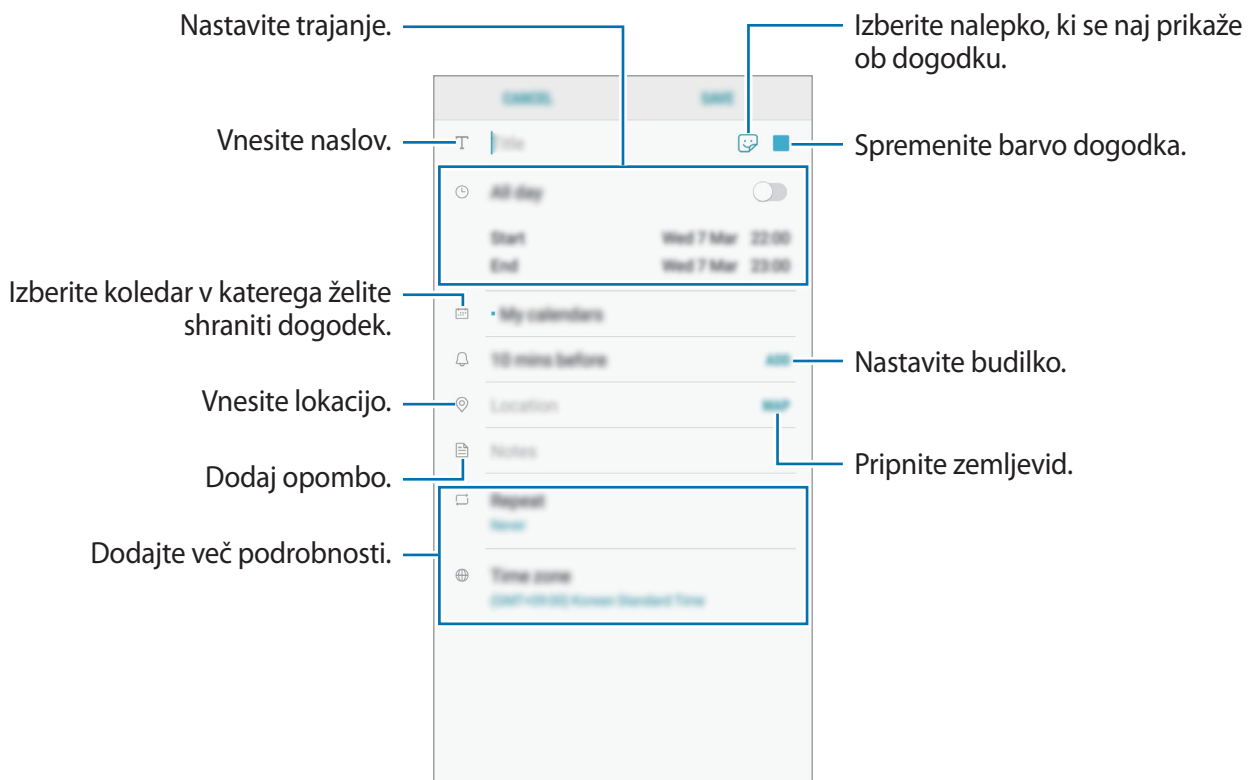 Nastavite trajanje.
Izberite nalepko, ki se naj prikaže
ob dogodku.
CANCEL
SAVE
Vnesite naslov.
Title
Spremenite barvo dogodka.
All day
Start Wed 7 Mar 22:00
End Wed 7 Mar 23:00
Izberite koledar v katerega želite
shraniti dogodek.
My calendars
10 mins before
ADD
Nastavite budilko.
Vnesite lokacijo.
Location
MAP
Notes
Dodaj opombo.
Pripnite zemljevid.
Repeat
Never
Dodajte več podrobnosti.
Time zone
(GMT+09:00) Korean Standard Time